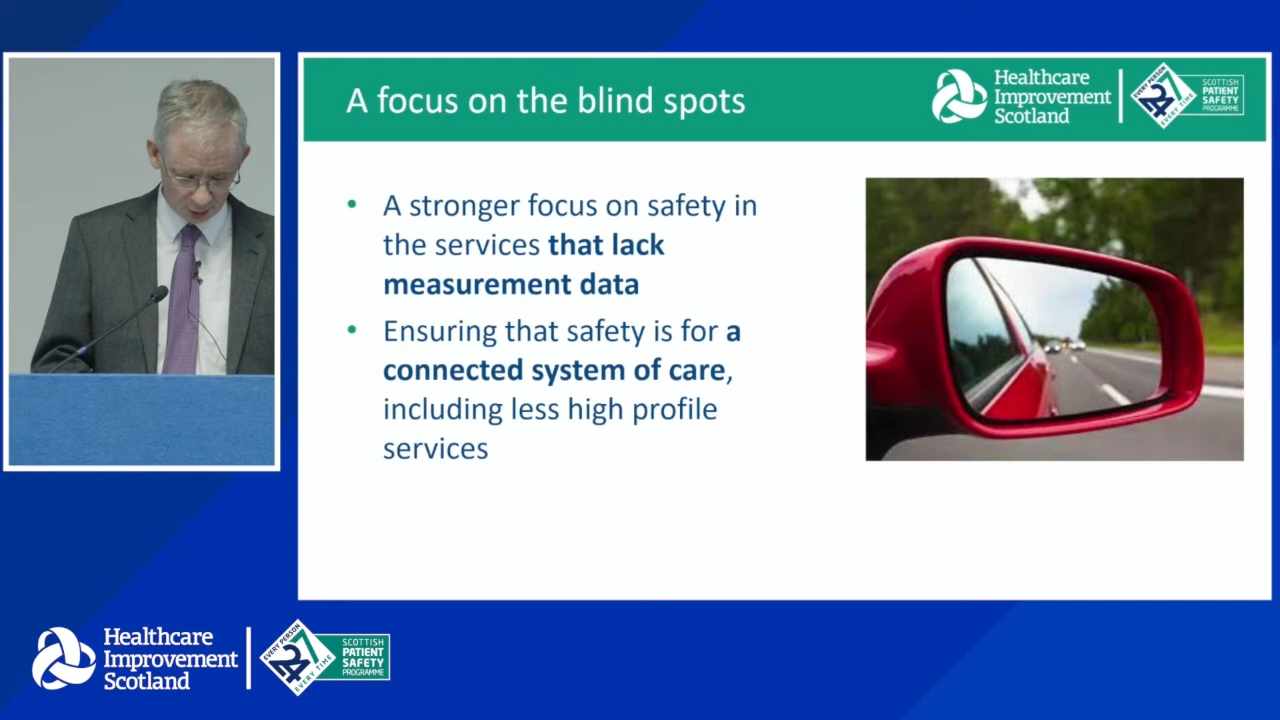 A focus on the blind spots
Healthcare
Improvement
Scotland
EVERY PERSON
24
7
EVERY TIME
SCOTTISH
PATIENT
SAFETY
PROGRAMME
• A stronger focus on safety in
the services that lack
measurement data
• Ensuring that safety is for a
connected system of care,
including less high profile
services
Healthcare
Improvement
Scotland
EVERY PERSON
24
7
EVERY TIME
SCOTTISH
PATIENT
SAFETY
PROGRAMME